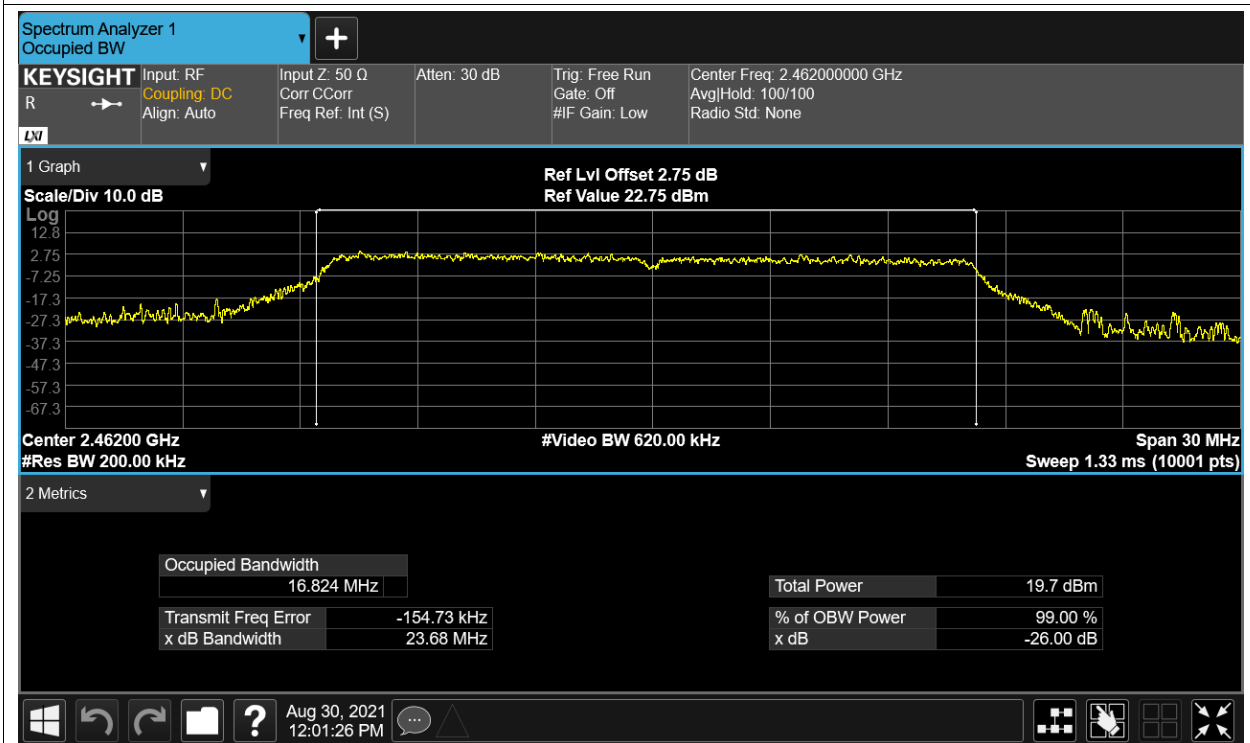 Spectrum Analyzer 1
Occupied BW
KEYSIGHT
R
LXI
Input: RF
Coupling: DC
Align: Auto
Input Z: 50 Ω
Corr CCorr
Freq Ref: Int (S)
Atten: 30 dB
Trig: Free Run
Gate: Off
#IF Gain: Low
Center Freq: 2.462000000 GHz
Avg|Hold: 100/100
Radio Std: None
1 Graph
Scale/Div 10.0 dB
Ref Lvl Offset 2.75 dB
Ref Value 22.75 dBm
Log
12.8
2.75
-7.25
-17.3
-27.3
-37.3
-47.3
-57.3
-67.3
Center 2.46200 GHz
#Video BW 620.00 kHz
Span 30 MHz
#Res BW 200.00 kHz
Sweep 1.33 ms (10001 pts)
2 Metrics
Occupied Bandwidth
16.824 MHz
Transmit Freq Error -154.73 kHz
x dB Bandwidth 23.68 MHz
Total Power 19.7 dBm
% of OBW Power 99.00 %
x dB -26.00 dB
?
Aug 30, 2021
12:01:26 PM